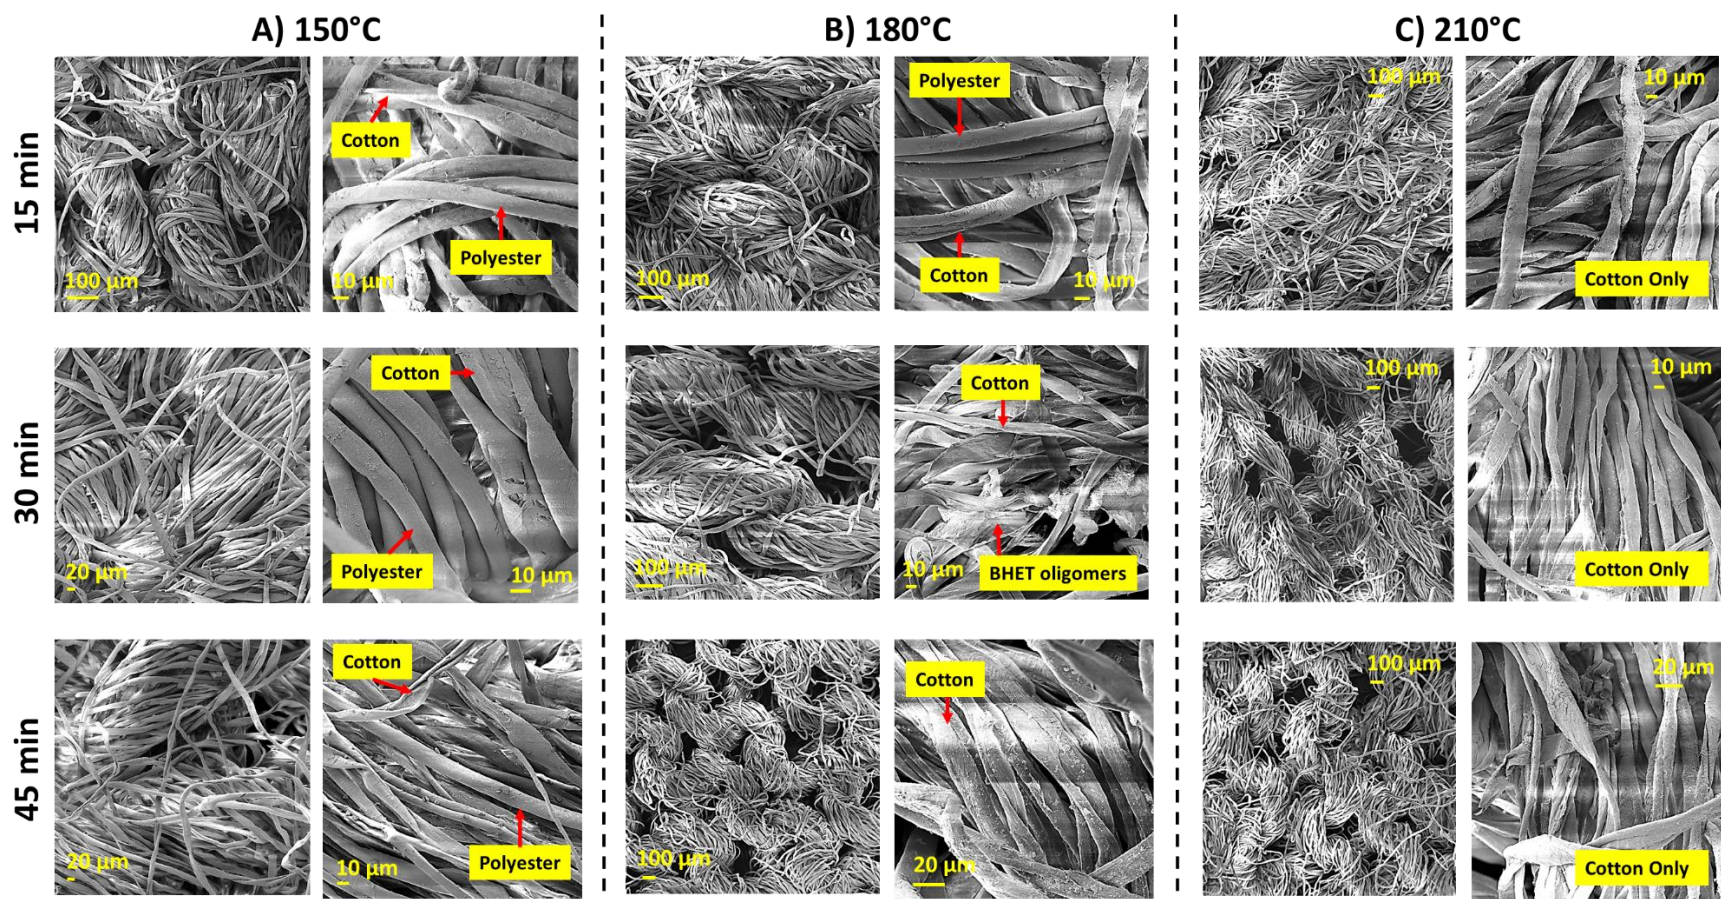 A) 150°C
B) 180°C
C) 210°C
15 min
100 µm
Cotton
Polyester
10 µm
100 µm
Polyester
Cotton
10 µm
100 µm
10 µm
Cotton Only
30 min
20 µm
Cotton
Polyester
10 µm
100 µm
Cotton
10 µm
BHET oligomers
100 µm
10 µm
Cotton Only
45 min
20 µm
Cotton
10 µm
Polyester
100 µm
Cotton
20 µm
100 µm
20 µm
Cotton Only